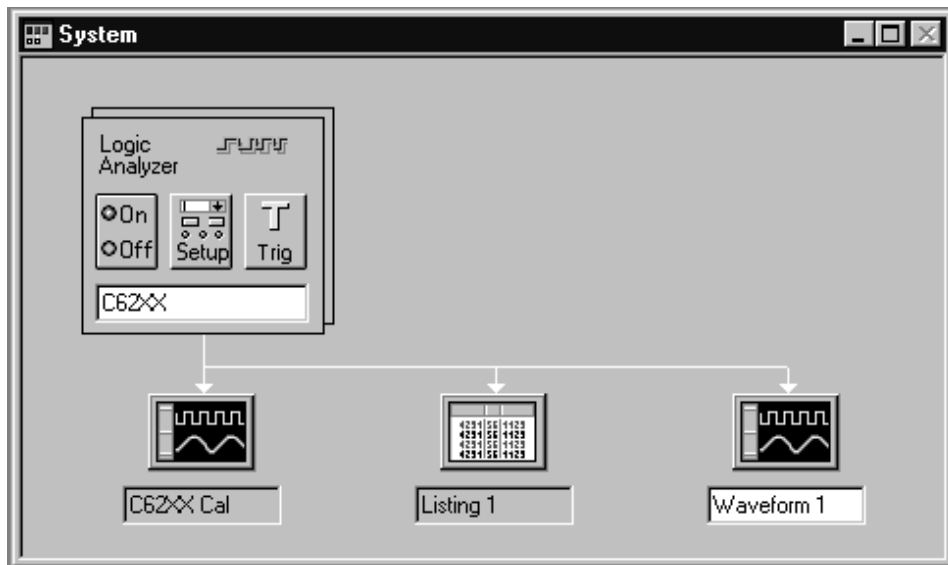 System
Logic
Analyzer
On
Off
Setup
Trig
C62XX
C62XX Cal
Listing 1
Waveform 1